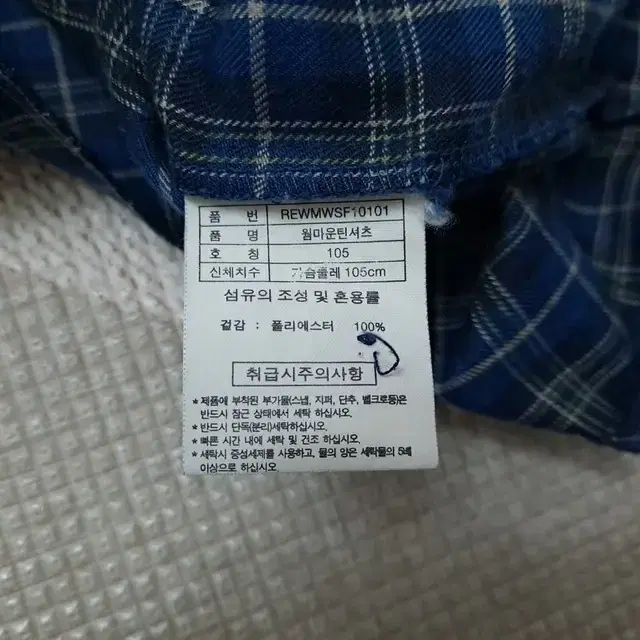 품 번 REWMWSF10101
품 명 웜마운틴셔츠
호 칭 105
신체치수 가슴둘레 105cm
섬유의 조성 및 혼용률
겉감 : 폴리에스터 100%
취급시주의사항
* 제품에 부착된 부가물(스냅, 지퍼, 단추, 벨크로등)은
반드시 잠근 상태에서 세탁 하십시오.
* 반드시 단독(분리)세탁하십시오.
* 빠른 시간 내에 세탁 및 건조 하십시오.
* 세탁시 중성세제를 사용하고, 물의 양은 세탁물의 5배
이상으로 하십시오.